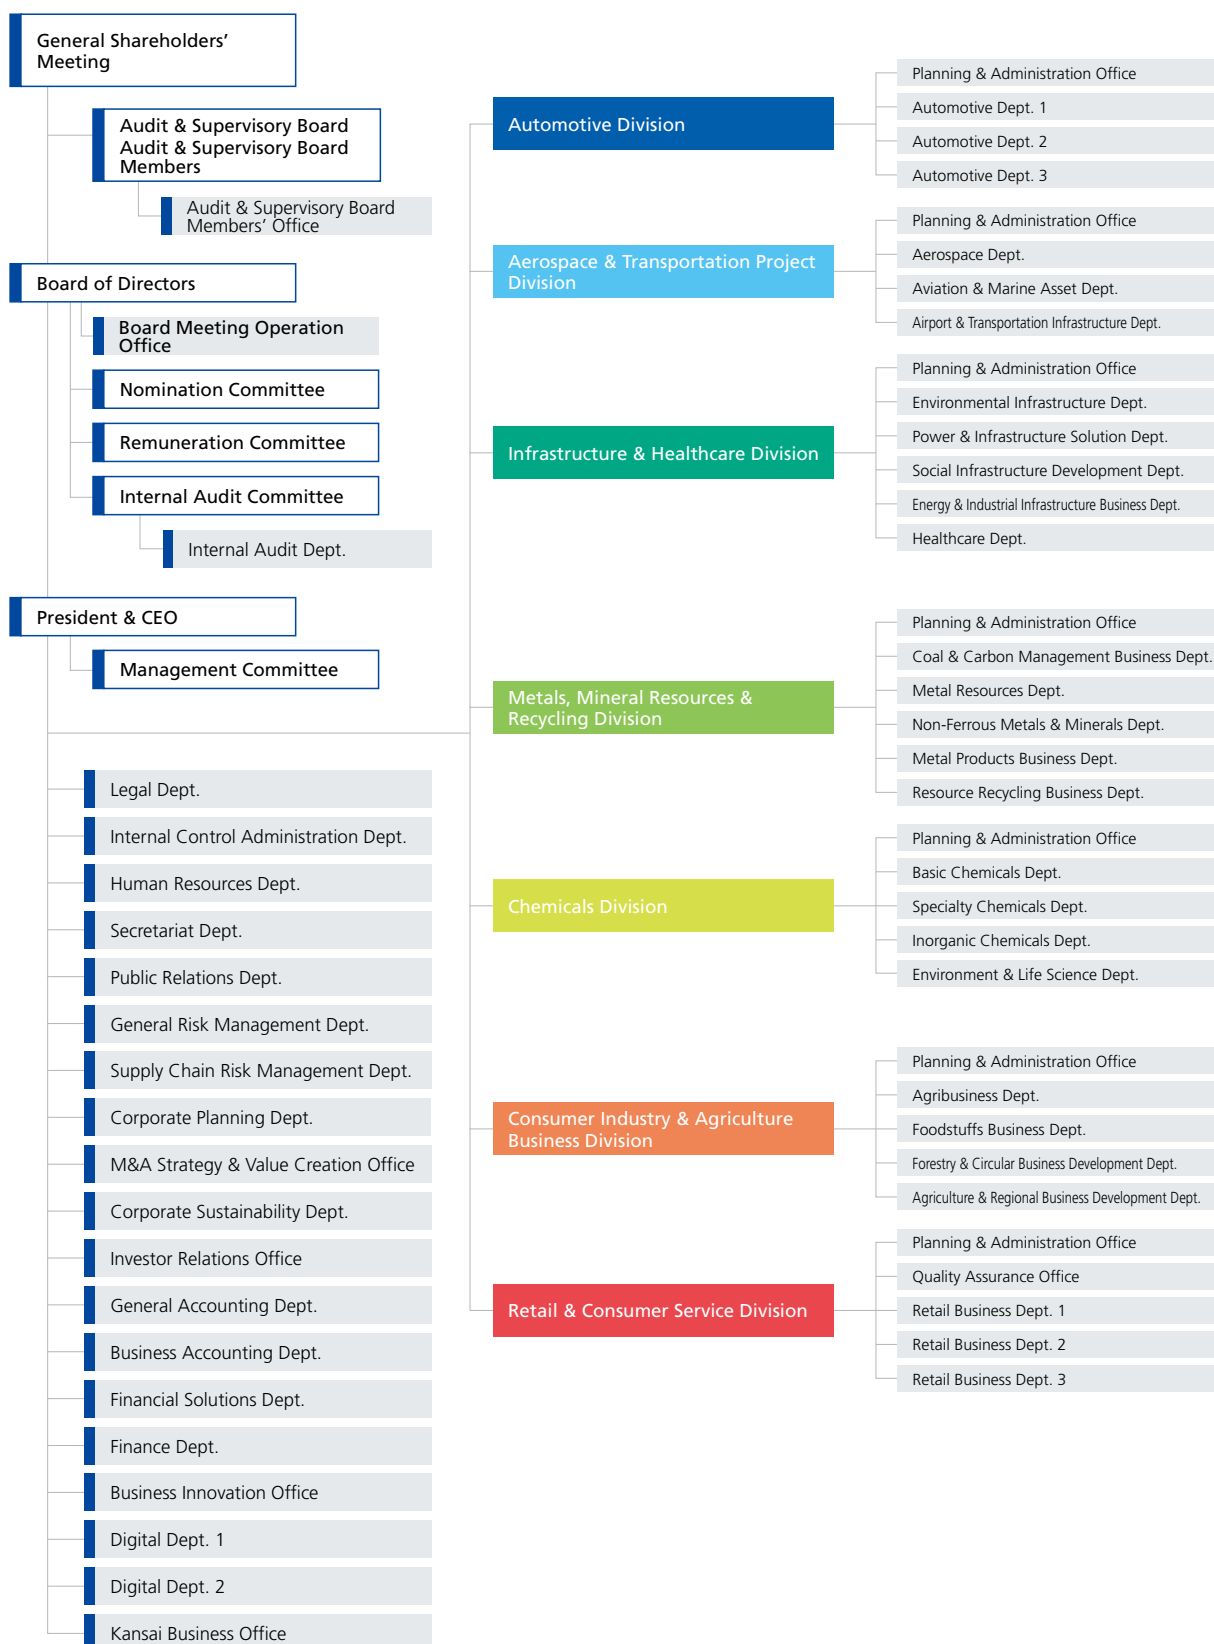 General Shareholders’
Meeting
Audit & Supervisory Board
Audit & Supervisory Board
Members
Audit & Supervisory Board
Members’ Office
Board of Directors
Board Meeting Operation
Office
Nomination Committee
Remuneration Committee
Internal Audit Committee
Internal Audit Dept.
President & CEO
Management Committee
Legal Dept.
Internal Control Administration Dept.
Human Resources Dept.
Secretariat Dept.
Public Relations Dept.
General Risk Management Dept.
Supply Chain Risk Management Dept.
Corporate Planning Dept.
M&A Strategy & Value Creation Office
Corporate Sustainability Dept.
Investor Relations Office
General Accounting Dept.
Business Accounting Dept.
Financial Solutions Dept.
Finance Dept.
Business Innovation Office
Digital Dept. 1
Digital Dept. 2
Kansai Business Office
Automotive Division
Planning & Administration Office
Automotive Dept. 1
Automotive Dept. 2
Automotive Dept. 3
Aerospace & Transportation Project
Division
Planning & Administration Office
Aerospace Dept.
Aviation & Marine Asset Dept.
Airport & Transportation Infrastructure Dept.
Infrastructure & Healthcare Division
Planning & Administration Office
Environmental Infrastructure Dept.
Power & Infrastructure Solution Dept.
Social Infrastructure Development Dept.
Energy & Industrial Infrastructure Business Dept.
Healthcare Dept.
Metals, Mineral Resources &
Recycling Division
Planning & Administration Office
Coal & Carbon Management Business Dept.
Metal Resources Dept.
Non-Ferrous Metals & Minerals Dept.
Metal Products Business Dept.
Resource Recycling Business Dept.
Chemicals Division
Planning & Administration Office
Basic Chemicals Dept.
Specialty Chemicals Dept.
Inorganic Chemicals Dept.
Environment & Life Science Dept.
Consumer Industry & Agriculture
Business Division
Planning & Administration Office
Agribusiness Dept.
Foodstuffs Business Dept.
Forestry & Circular Business Development Dept.
Agriculture & Regional Business Development Dept.
Retail & Consumer Service Division
Planning & Administration Office
Quality Assurance Office
Retail Business Dept. 1
Retail Business Dept. 2
Retail Business Dept. 3